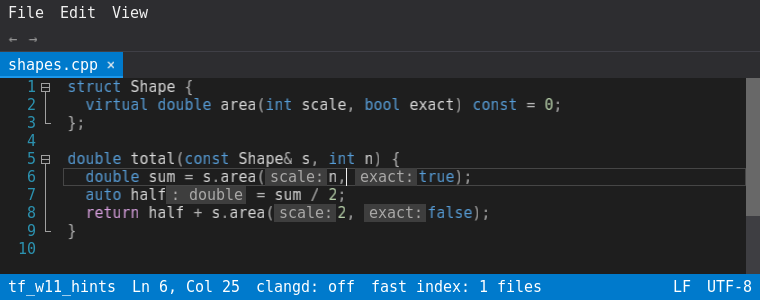 File Edit View
← →
shapes.cpp ×
1 struct Shape {
2   virtual double area(int scale, bool exact) const = 0;
3 };
4
5 double total(const Shape& s, int n) {
6   double sum = s.area( scale: n, exact: true);
7   auto half : double = sum / 2;
8   return half + s.area( scale: 2, exact: false);
9 }
10
tf_w11_hints Ln 6, Col 25 clangd: off fast index: 1 files LF UTF-8